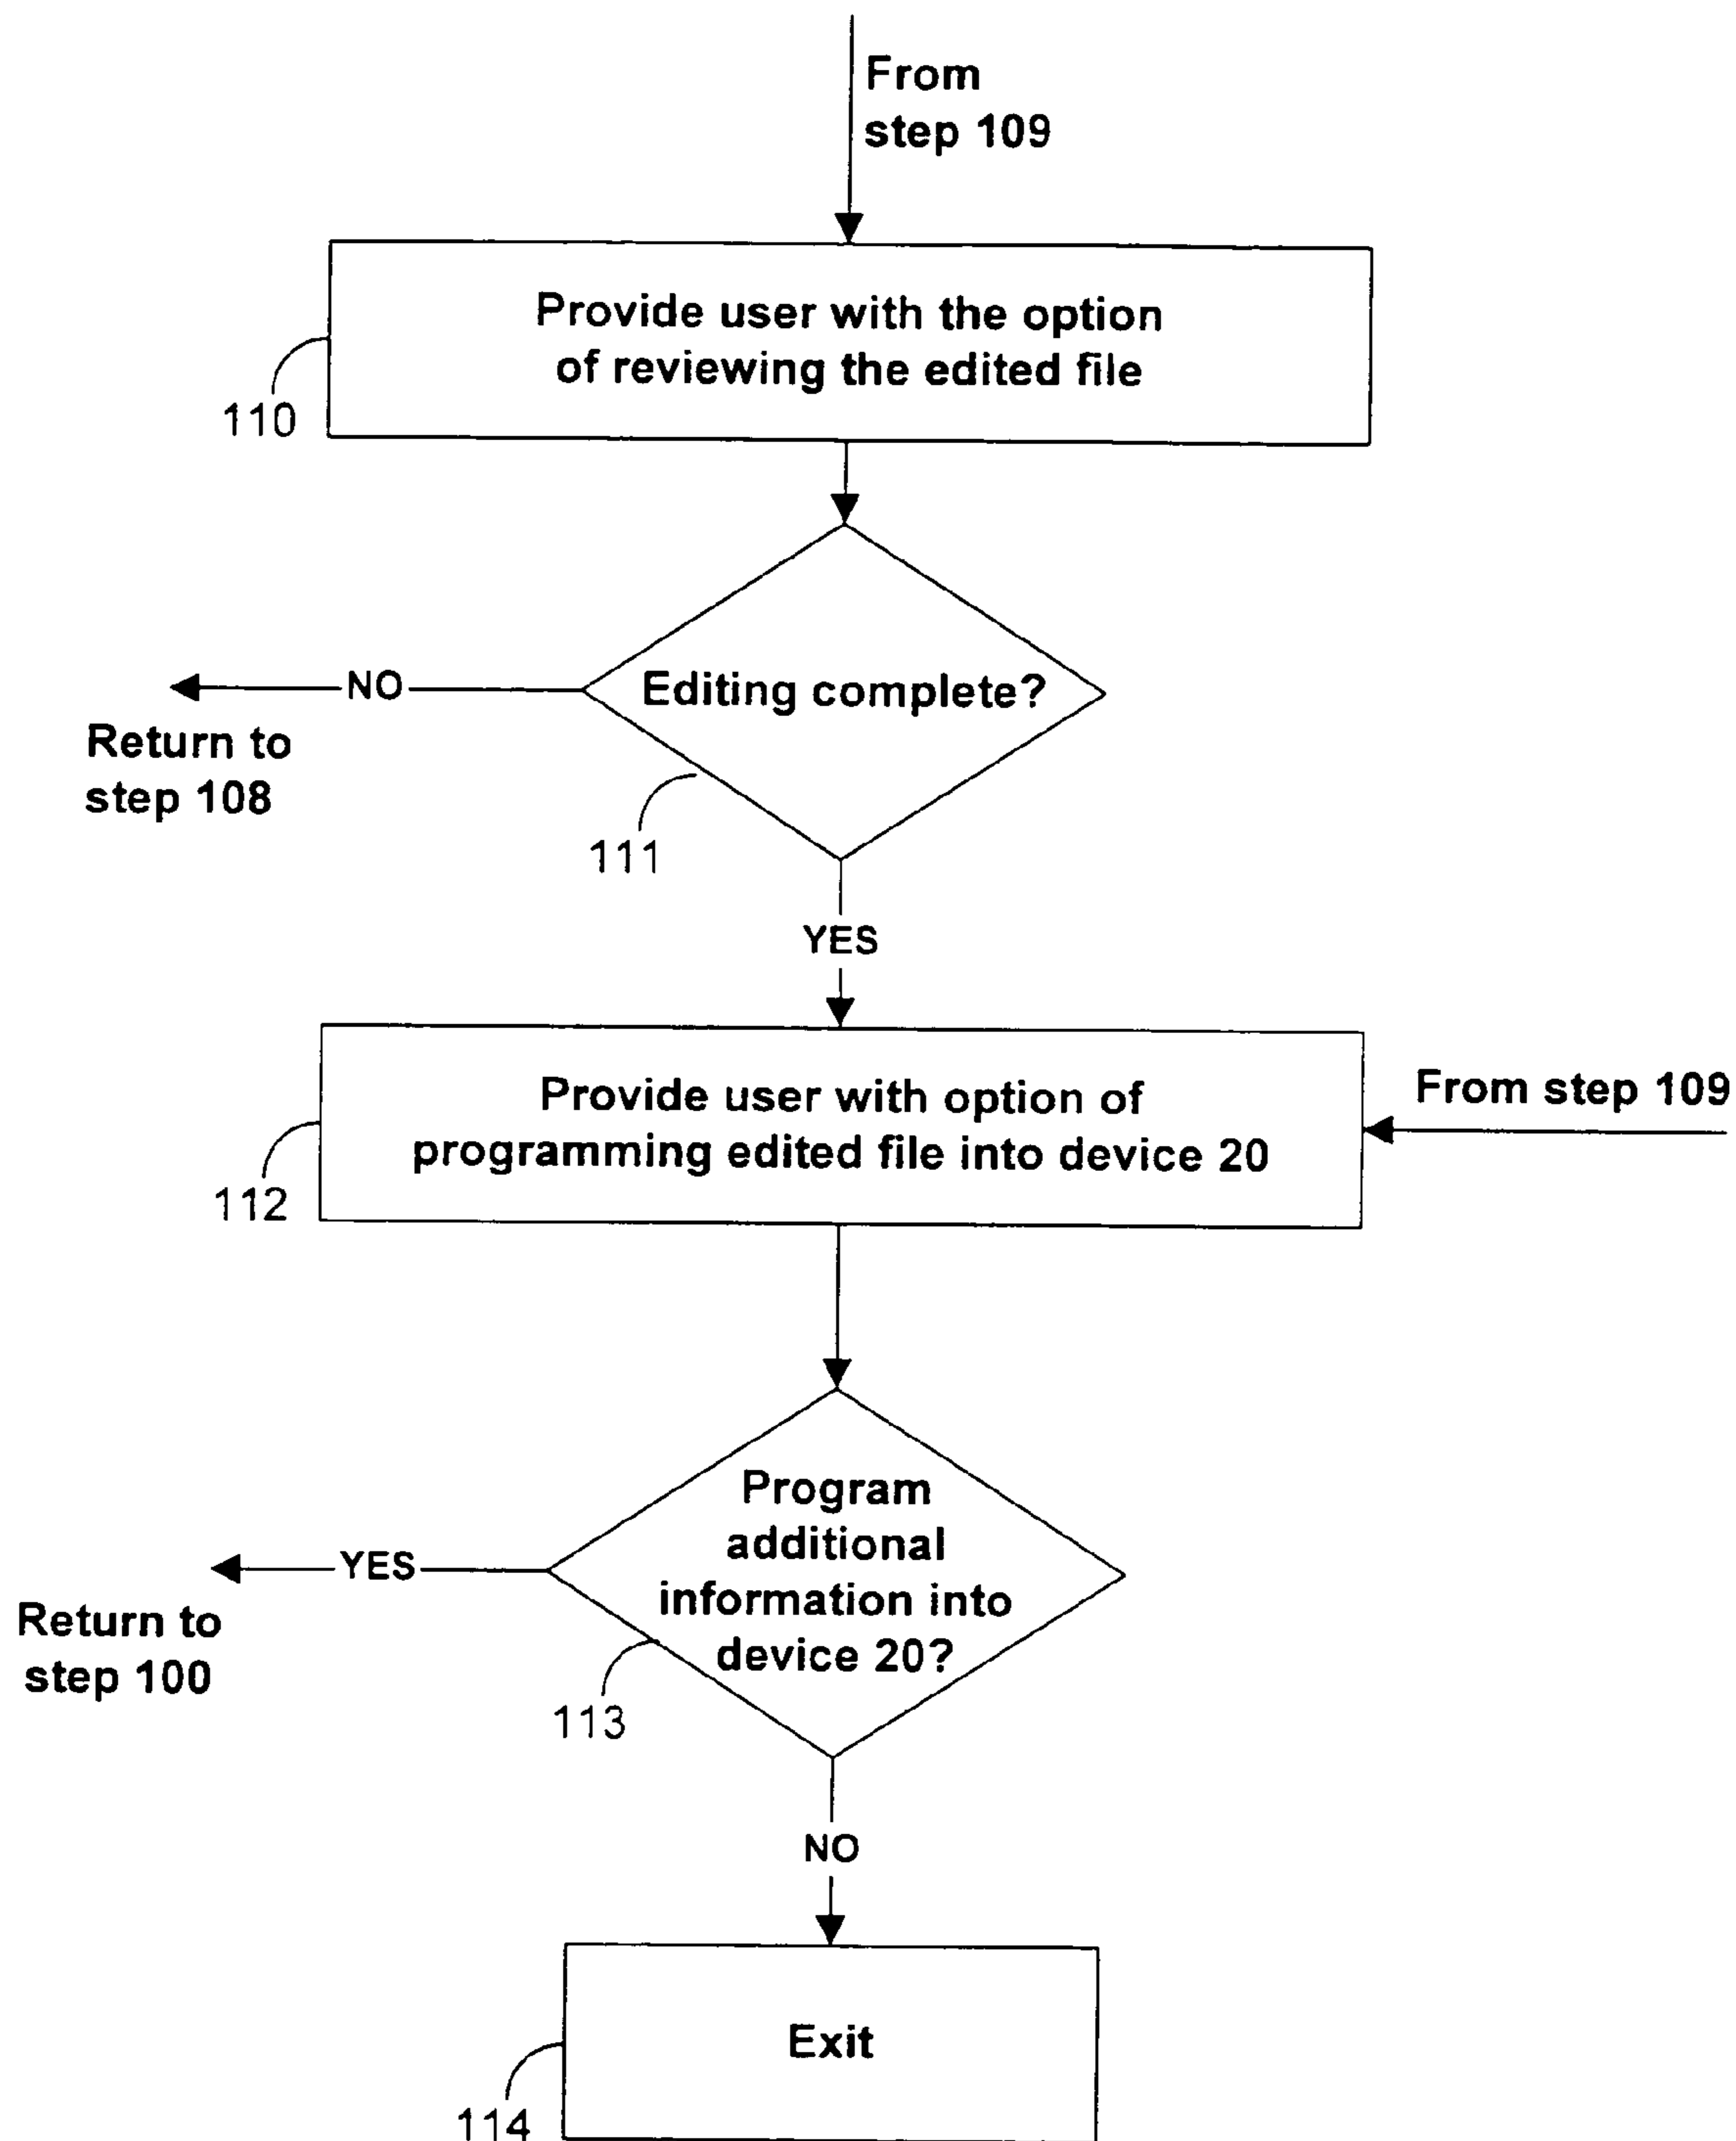 From
step 109
Provide user with the option
of reviewing the edited file
110
Editing complete?
NO
Return to
step 108
111
YES
Provide user with option of
programming edited file into device 20
From step 109
112
Program
additional
information into
device 20?
YES
Return to
step 100
113
NO
Exit
114